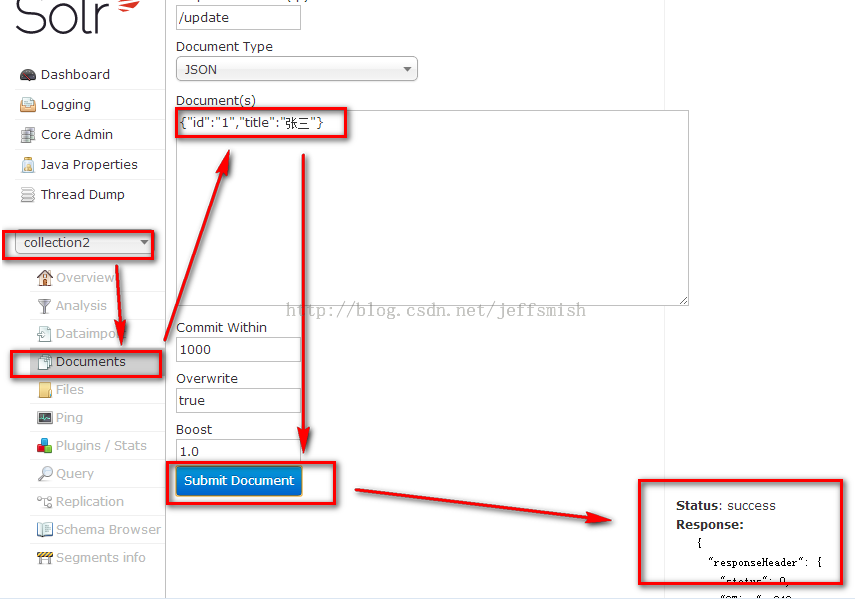 Solr
/update
Document Type
JSON
Document(s)
{"id":"1","title":"张三"}
Dashboard
Logging
Core Admin
Java Properties
Thread Dump
collection2
Overview
Analysis
Documents
Files
Ping
Plugins / Stats
Query
Replication
Schema Browser
Segments info
http://blog.csdn.net/jeffsmish
Commit Within
1000
Overwrite
true
Boost
1.0
Submit Document
Status: success
Response:
{
"responseHeader": {
"status": 0,